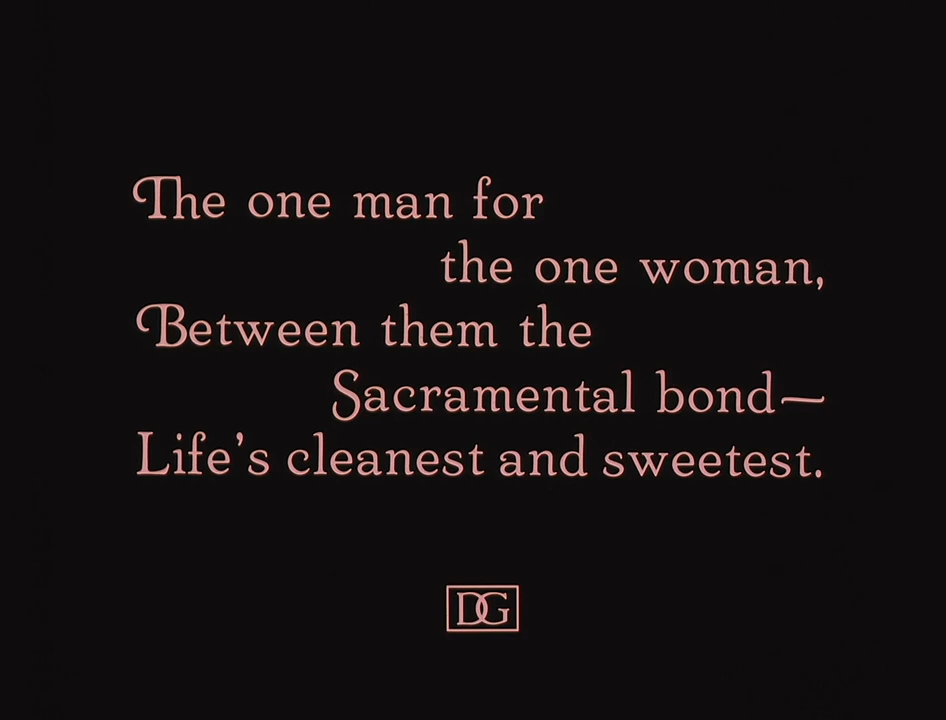 The one man for
the one woman,
Between them the
Sacramental bond—
Life's cleanest and sweetest.
DG